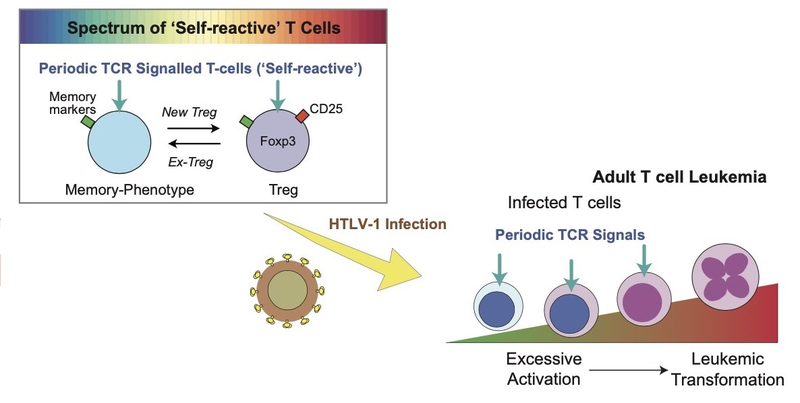 Spectrum of ‘Self-reactive’ T Cells
Periodic TCR Signalled T-cells (‘Self-reactive’)
Memory
markers
New Treg
CD25
Foxp3
Ex-Treg
Memory-Phenotype
Treg
HTLV-1 Infection
Adult T cell Leukemia
Infected T cells
Periodic TCR Signals
Excessive
Activation
Leukemic
Transformation